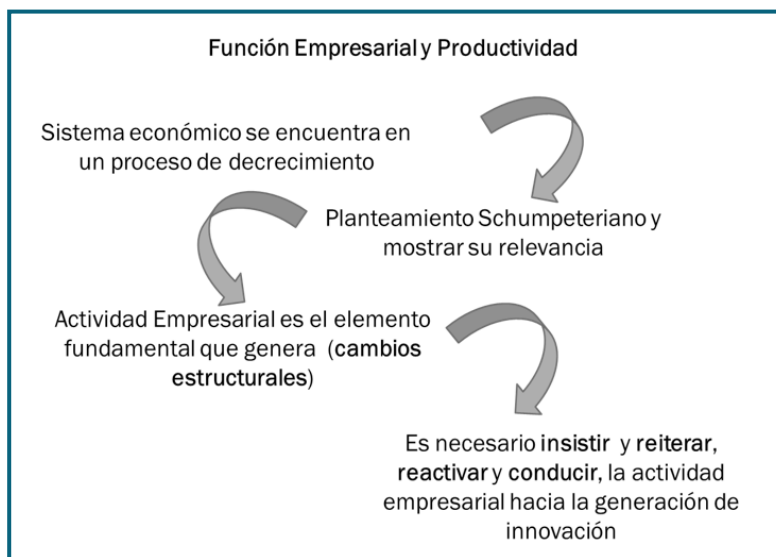 Función Empresarial y Productividad
Sistema económico se encuentra en
un proceso de decrecimiento
Planteamiento Schumpeteriano y
mostrar su relevancia
Actividad Empresarial es el elemento
fundamental que genera (cambios
estructurales)
Es necesario insistir y reiterar,
reactivar y conducir, la actividad
empresarial hacia la generación de
innovación